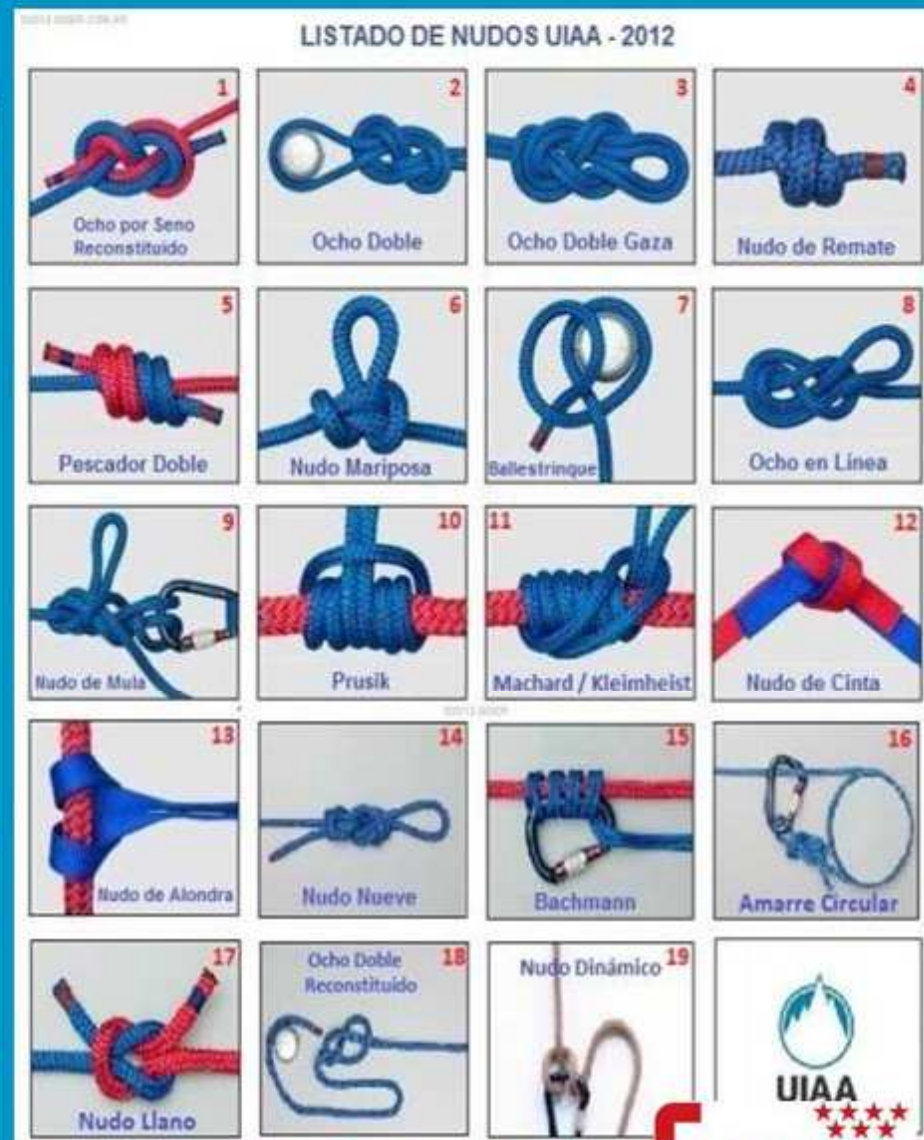 LISTADO DE NUDOS UIAA - 2012
1
Ocho por Seno
Reconstituido
2
Ocho Doble
3
Ocho Doble Gaza
4
Nudo de Remate
5
Pescador Doble
6
Nudo Mariposa
7
Ballestrinque
8
Ocho en Línea
9
Nudo de Mula
10
Prusik
11
Machard / Kleimheist
12
Nudo de Cinta
13
Nudo de Alondra
14
Nudo Nueve
15
Bachmann
16
Amarre Circular
17
Nudo Llano
18
Ocho Doble
Reconstituido
19
Nudo Dinámico
UIAA